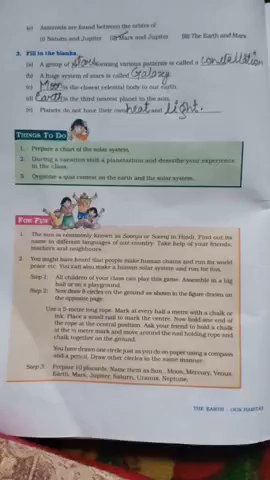 (e) Asteroids are found between the orbits of
(i) Saturn and Jupiter (ii) Mars and Jupiter (iii) The Earth and Mars
3. Fill in the blanks
(a) A group of stars forming various patterns is called a constellation
(b) A huge system of stars is called Galaxy
(c) Moon is the closest celestial body to our earth.
(d) Earth is the third nearest planet to the sun.
(e) Planets do not have their own heat and light.
THINGS TO DO
1. Prepare a chart of the solar system.
2. During a vacation visit a planetarium and describe your experience
in the class.
3. Organise a quiz contest on the earth and the solar system.
FOR FUN
1. The sun is commonly known as Surya or Suraj in Hindi. Find out its
name in different languages of our country. Take help of your friends,
teachers and neighbours.
2. You might have heard that people make human chains and run for world
peace etc. You can also make a human solar system and run for fun.
Step 1: All children of your class can play this game. Assemble in a big
hall or on a playground.
Step 2: Now draw 8 circles on the ground as shown in the figure drawn on
the opposite page.
Use a 5-metre long rope. Mark at every half a metre with a chalk or
ink. Place a small nail to mark the centre. Now hold one end of
the rope at the central position. Ask your friend to hold a chalk
at the ½ metre mark and move around the nail holding rope and
chalk together on the ground.
You have drawn one circle just as you do on paper using a compass
and a pencil. Draw other circles in the same manner.
Step 3: Prepare 10 placards. Name them as Sun, Moon, Mercury, Venus,
Earth, Mars, Jupiter, Saturn, Uranus, Neptune.
THE EARTH : OUR HABITAT